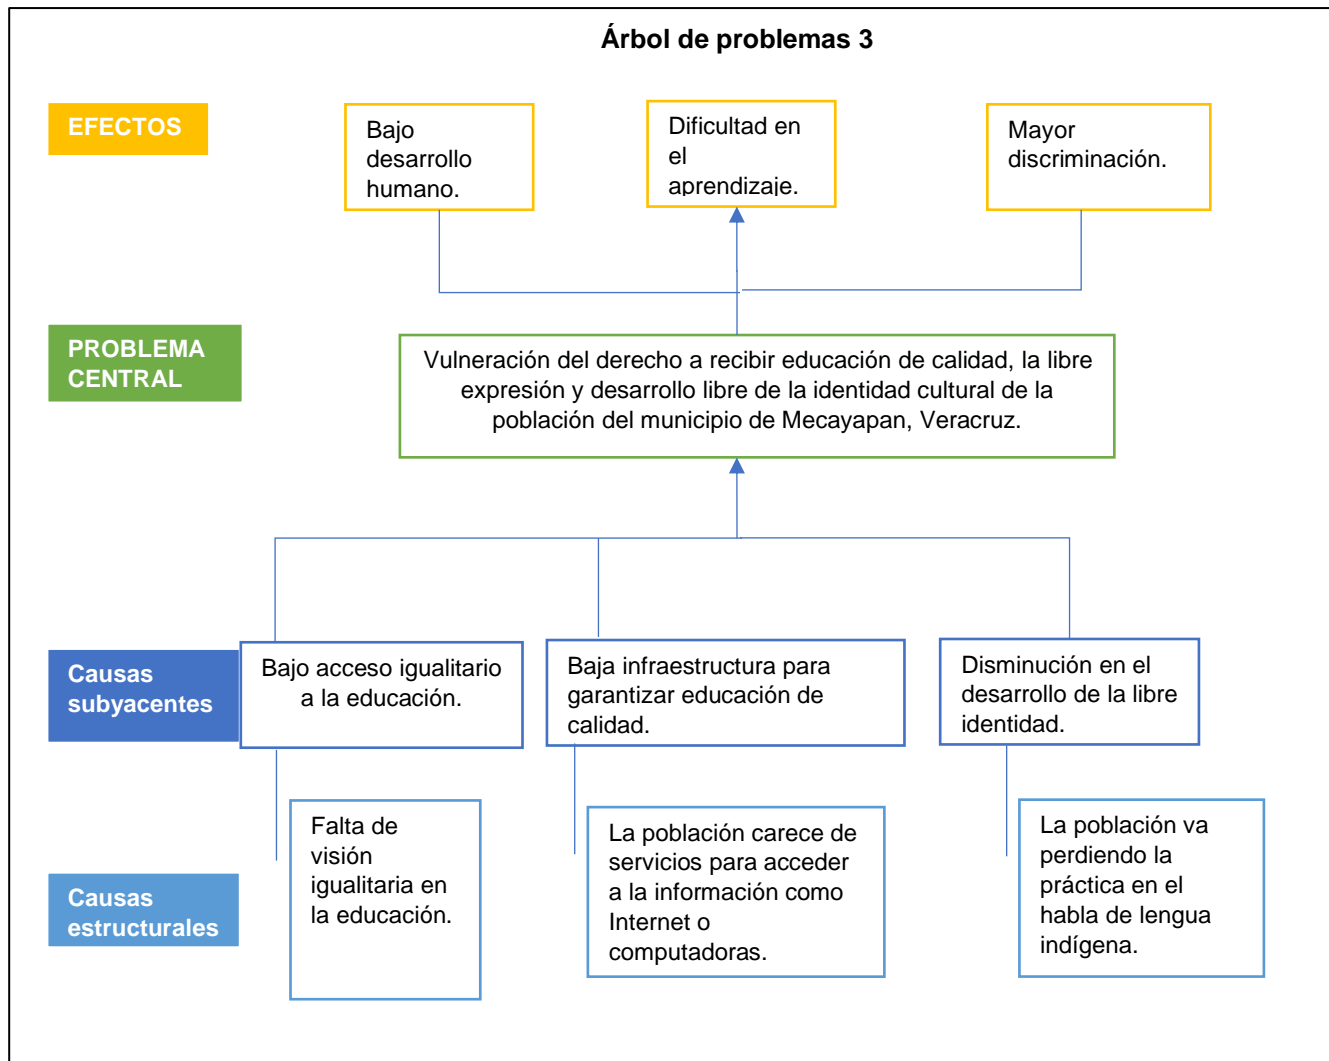 Árbol de problemas 3
EFECTOS
Bajo
desarrollo
humano.
Dificultad en
el
aprendizaje.
Mayor
discriminación.
PROBLEMA
CENTRAL
Vulneración del derecho a recibir educación de calidad, la libre
expresión y desarrollo libre de la identidad cultural de la
población del municipio de Mecayapan, Veracruz.
Causas
subyacentes
Bajo acceso igualitario
a la educación.
Baja infraestructura para
garantizar educación de
calidad.
Disminución en el
desarrollo de la libre
identidad.
Causas
estructurales
Falta de
visión
igualitaria en
la educación.
La población carece de
servicios para acceder
a la información como
Internet o
computadoras.
La población va
perdiendo la
práctica en el
habla de lengua
indígena.